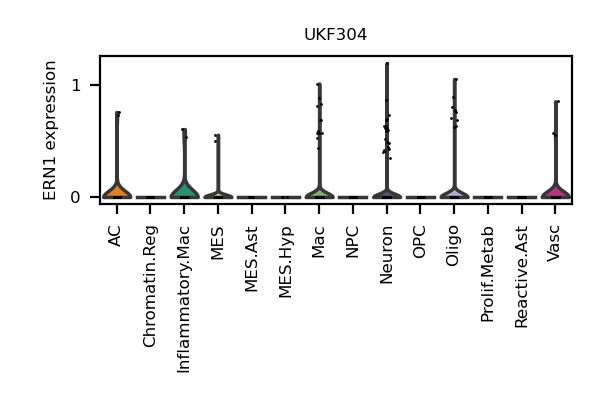 UKF304
ERN1 expression
1
0
AC
Chromatin.Reg
Inflammatory.Mac
MES
MES.Ast
MES.Hyp
Mac
NPC
Neuron
OPC
Oligo
Prolif.Metab
Reactive.Ast
Vasc